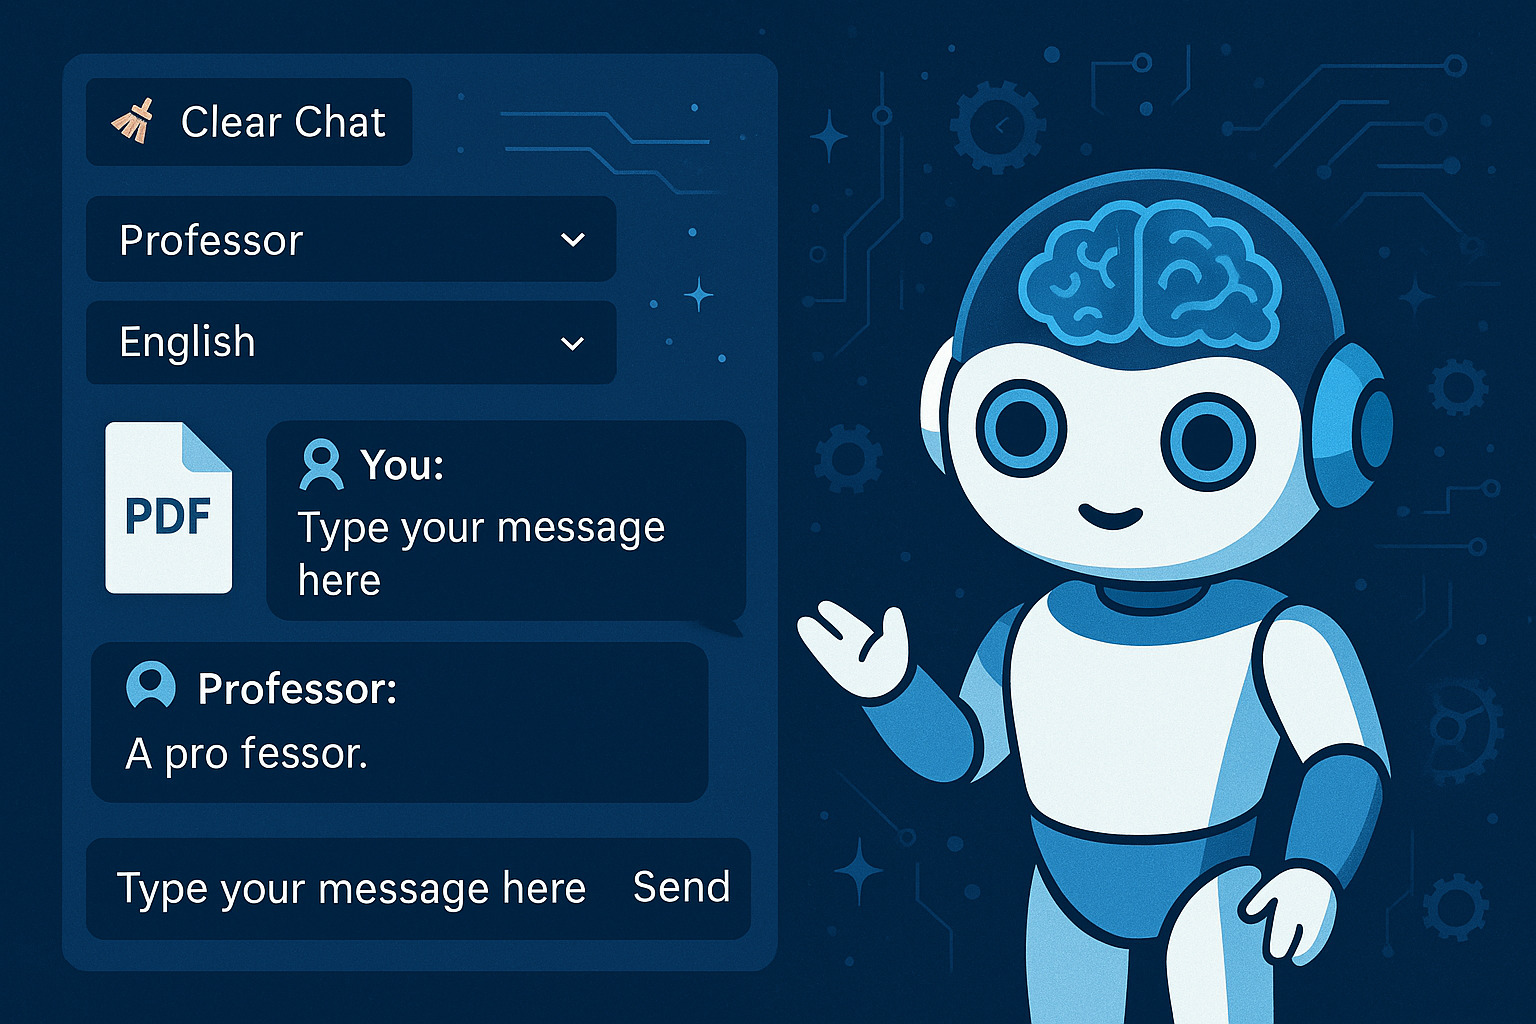 Clear Chat
Professor
English
PDF
You:
Type your message
here
Professor:
A pro fessor.
Type your message here
Send